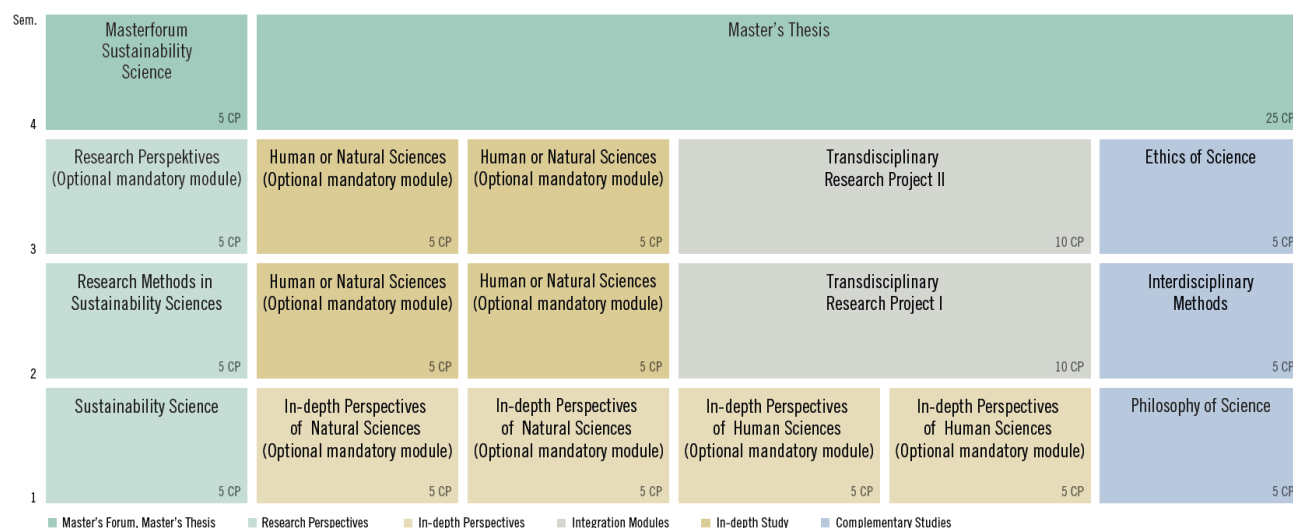 Sem.
Masterforum
Sustainability
Science
5 CP
Master's Thesis
25 CP
4
Research Perspektives
(Optional mandatory module)
5 CP
Human or Natural Sciences
(Optional mandatory module)
5 CP
Human or Natural Sciences
(Optional mandatory module)
5 CP
Transdisciplinary
Research Project II
10 CP
Ethics of Science
5 CP
3
Research Methods in
Sustainability Sciences
5 CP
Human or Natural Sciences
(Optional mandatory module)
5 CP
Human or Natural Sciences
(Optional mandatory module)
5 CP
Transdisciplinary
Research Project I
10 CP
Interdisciplinary
Methods
5 CP
2
Sustainability Science
5 CP
In-depth Perspectives
of Natural Sciences
(Optional mandatory module)
5 CP
In-depth Perspectives
of Natural Sciences
(Optional mandatory module)
5 CP
In-depth Perspectives
of Human Sciences
(Optional mandatory module)
5 CP
In-depth Perspectives
of Human Sciences
(Optional mandatory module)
5 CP
Philosophy of Science
5 CP
1
Master's Forum, Master's Thesis
Research Perspectives
In-depth Perspectives
Integration Modules
In-depth Study
Complementary Studies